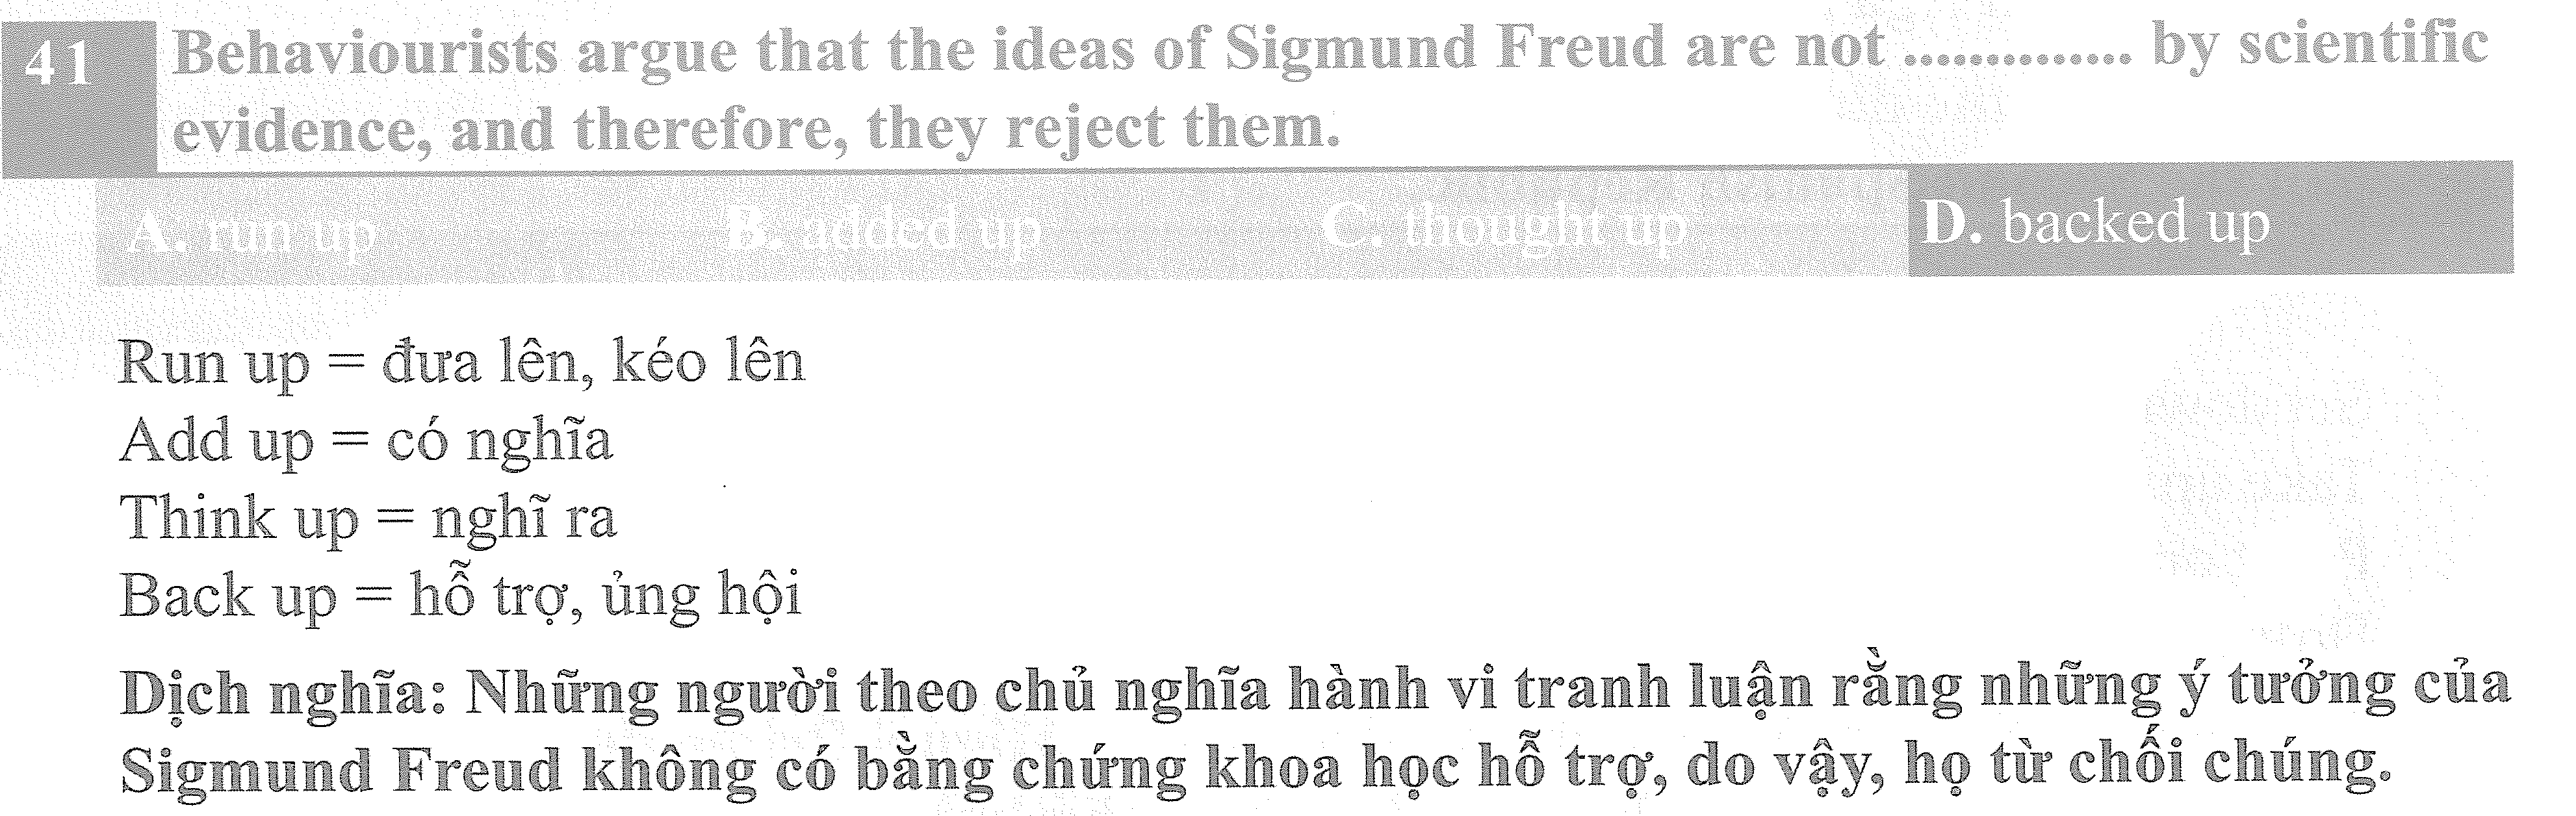 41 Behaviourists argue that the ideas of Sigmund Freud are not .............. by scientific
evidence, and therefore, they reject them.
A. run up B. added up C. thought up D. backed up
Run up = đưa lên, kéo lên
Add up = có nghĩa
Think up = nghĩ ra
Back up = hỗ trợ, ủng hội
Dịch nghĩa: Những người theo chủ nghĩa hành vi tranh luận rằng những ý tưởng của
Sigmund Freud không có bằng chứng khoa học hỗ trợ, do vậy, họ từ chối chúng.